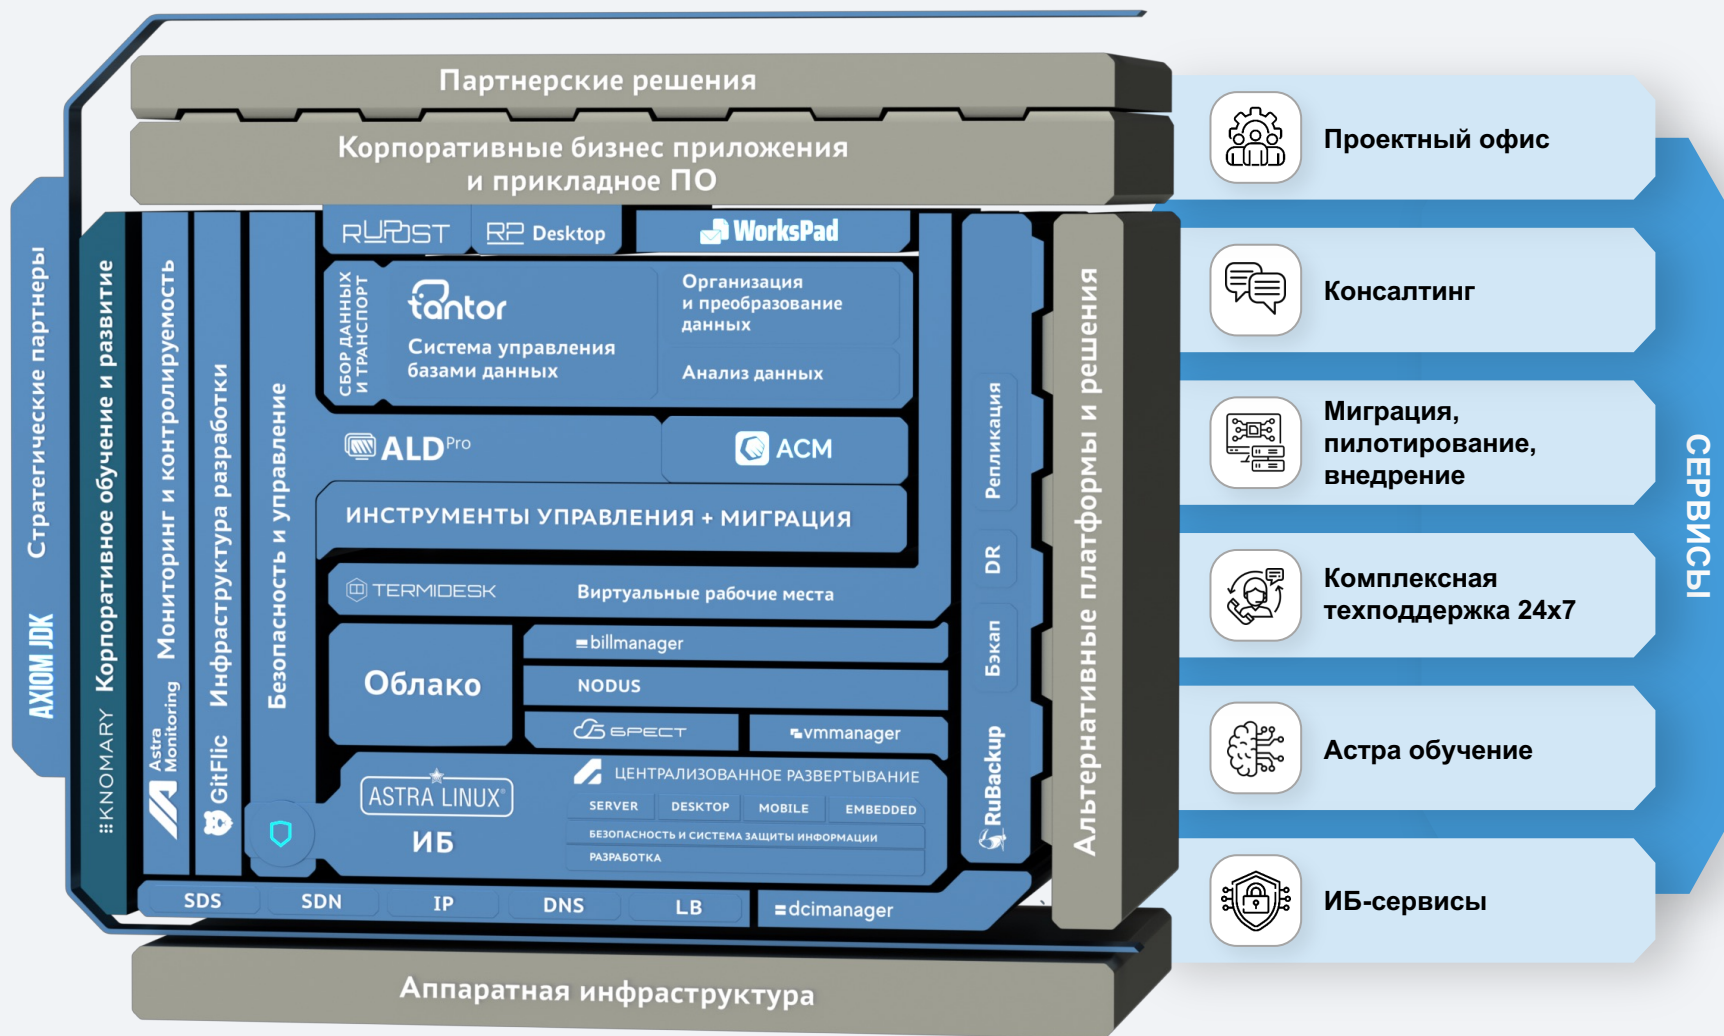 Партнерские решения
Корпоративные бизнес приложения
и прикладное ПО
AXIOM JDK Стратегические партнеры
KNOMARY Корпоративное обучение и развитие
Astra
Monitoring
Мониторинг и контролируемость
GitFlic Инфраструктура разработки
Безопасность и управление
RUPOST
RP Desktop
WorksPad
СБОР ДАННЫХ
И ТРАНСПОРТ
tantor
Система управления
базами данных
Организация
и преобразование
данных
Анализ данных
ALD Pro
ACM
ИНСТРУМЕНТЫ УПРАВЛЕНИЯ + МИГРАЦИЯ
TERMIDESK
Виртуальные рабочие места
Облако
billmanager
NODUS
БРЕСТ
vmmanager
ASTRA LINUX®
ИБ
ЦЕНТРАЛИЗОВАННОЕ РАЗВЕРТЫВАНИЕ
SERVER DESKTOP MOBILE EMBEDDED
БЕЗОПАСНОСТЬ И СИСТЕМА ЗАЩИТЫ ИНФОРМАЦИИ
РАЗРАБОТКА
SDS SDN IP DNS LB
dcimanager
RuBackup Бэкап DR Репликация
Альтернативные платформы и решения
Аппаратная инфраструктура
Проектный офис
Консалтинг
Миграция,
пилотирование,
внедрение
Комплексная
техподдержка 24x7
Астра обучение
ИБ-сервисы
СЕРВИСЫ